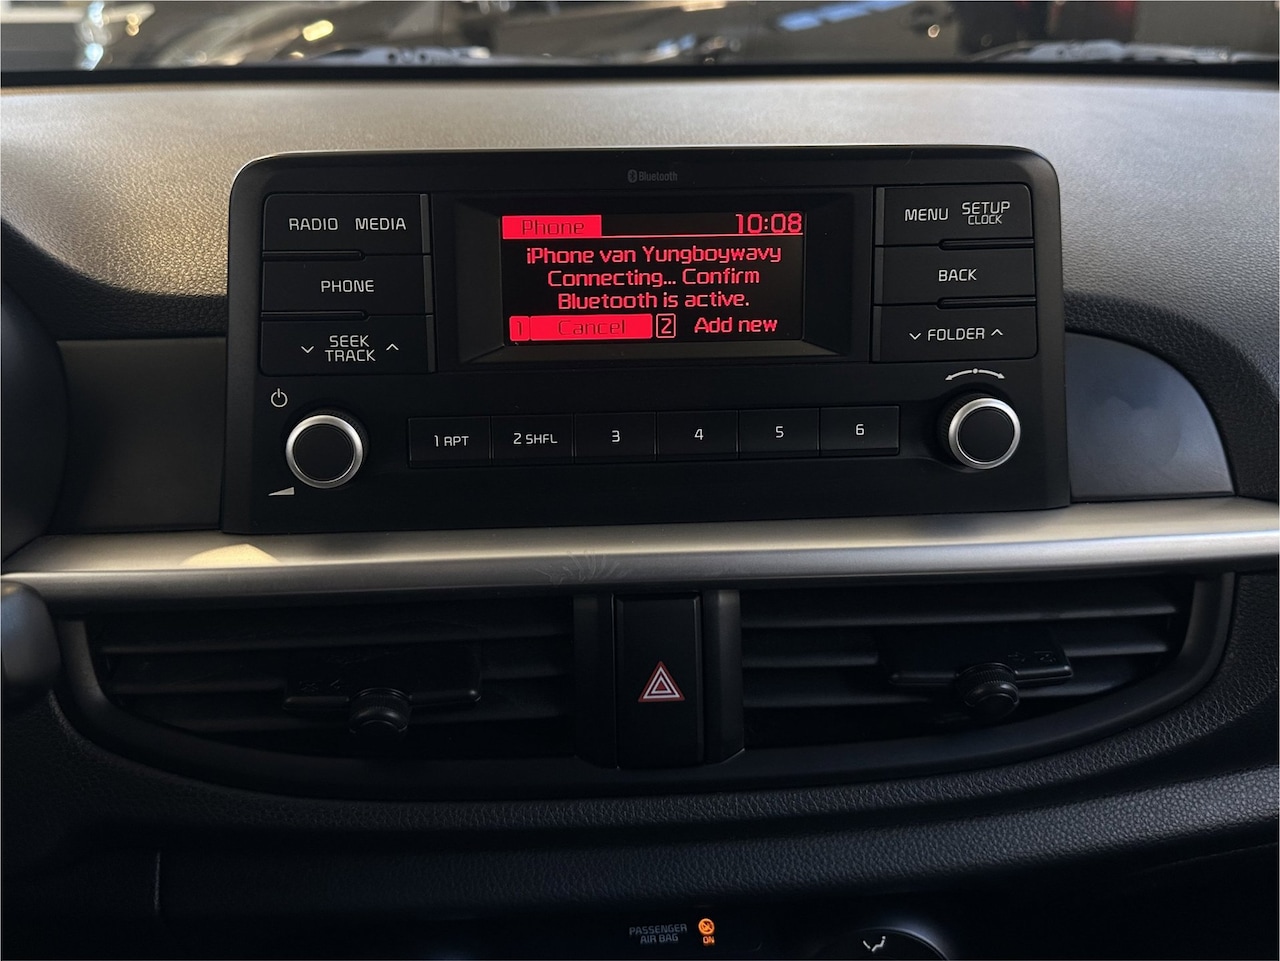 Bluetooth
RADIO MEDIA
PHONE
SEEK
TRACK
Phone 10:08
iPhone van Yungboywavy
Connecting... Confirm
Bluetooth is active.
1 Cancel 2 Add new
MENU SETUP
CLOCK
BACK
FOLDER
1 RPT 2 SHFL 3 4 5 6
PASSENGER
AIR BAG ON